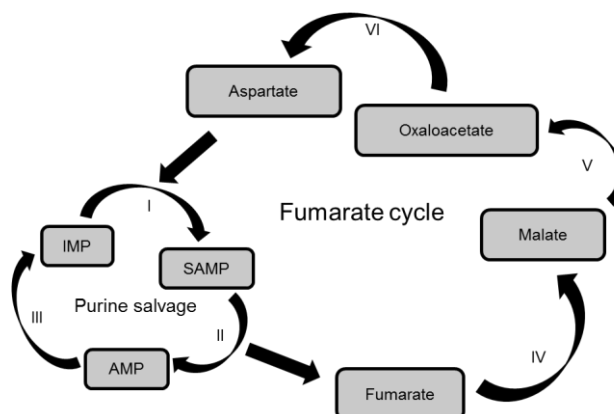 VI
Aspartate
Oxaloacetate
V
I
Fumarate cycle
Malate
IMP
SAMP
Purine salvage
III
II
AMP
IV
Fumarate